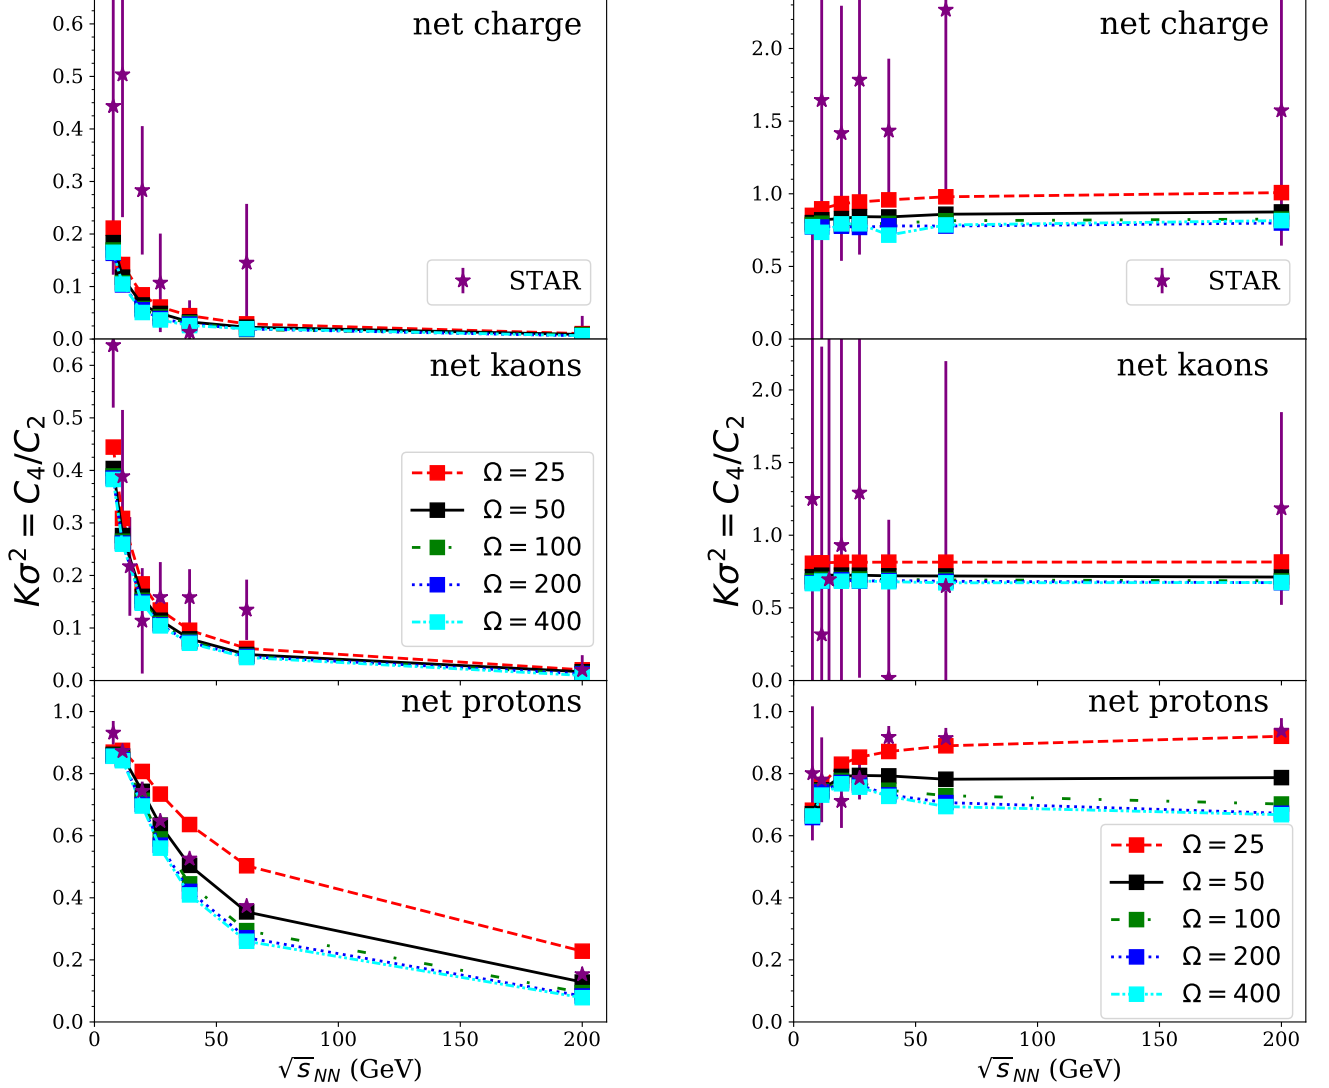 net charge
0.6
0.5
0.4
0.3
0.2
0.1
0.0
STAR
net kaons
0.6
0.5
0.4
0.3
0.2
0.1
0.0
Kσ² = C₄/C₂
Ω = 25
Ω = 50
Ω = 100
Ω = 200
Ω = 400
net protons
1.0
0.8
0.6
0.4
0.2
0.0
0 50 100 150 200
√s_NN (GeV)
net charge
2.0
1.5
1.0
0.5
0.0
STAR
net kaons
2.0
1.5
1.0
0.5
0.0
Kσ² = C₄/C₂
net protons
1.0
0.8
0.6
0.4
0.2
0.0
Ω = 25
Ω = 50
Ω = 100
Ω = 200
Ω = 400
0 50 100 150 200
√s_NN (GeV)